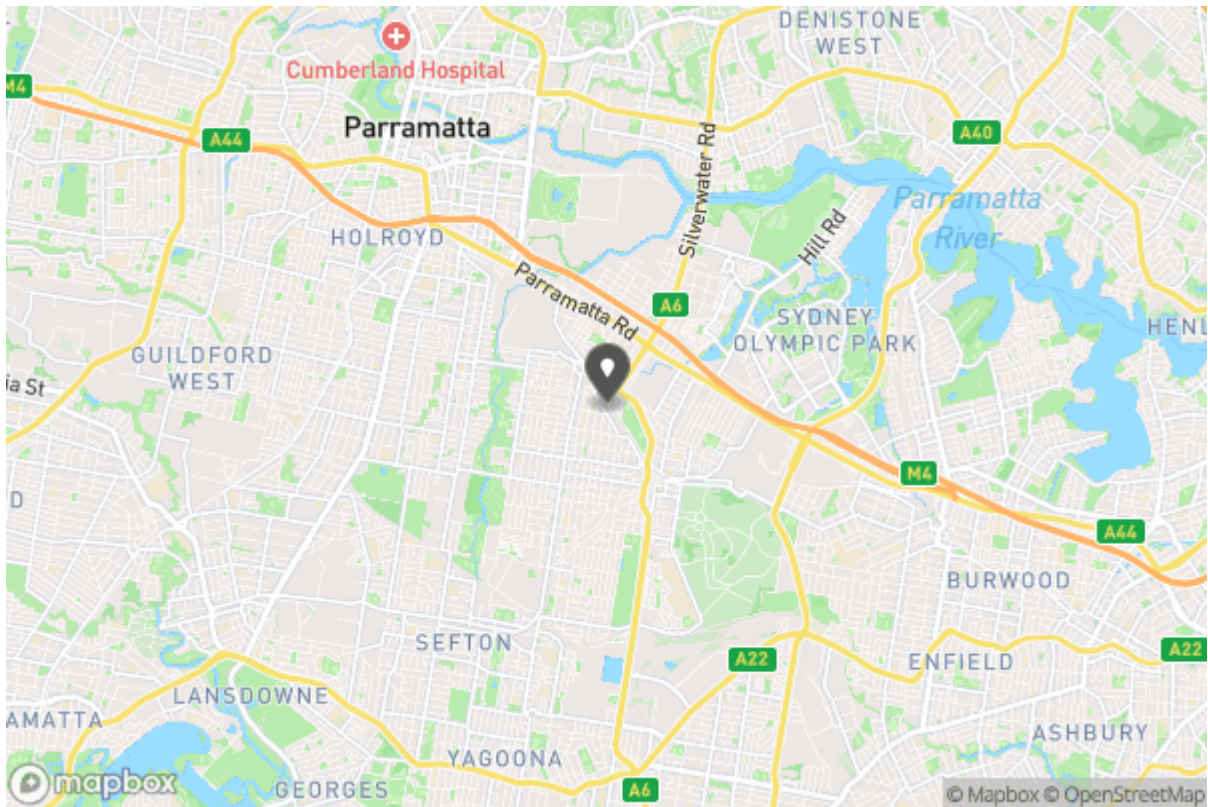 DENISTONE
WEST
Cumberland Hospital
M4
A44
Parramatta
A40
Silverwater Rd
Parramatta
River
Hill Rd
HOLROYD
Parramatta Rd
A6
SYDNEY
OLYMPIC PARK
HENL
GUILDFORD
WEST
ia St
M4
D
A44
BURWOOD
SEFTON
A22
ENFIELD
A22
LANSDOWNE
AMATTA
ASHBURY
YAGOONA
mapbox
GEORGES
A6
© Mapbox © OpenStreetMap